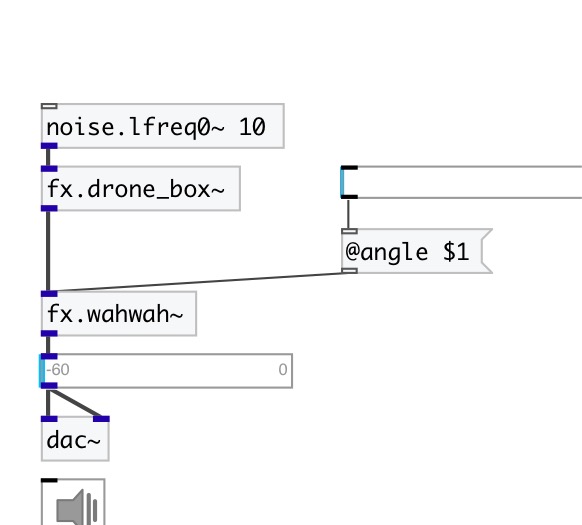 noise.lfreq0~ 10
fx.drone_box~
@angle $1
fx.wahwah~
-60 0
dac~